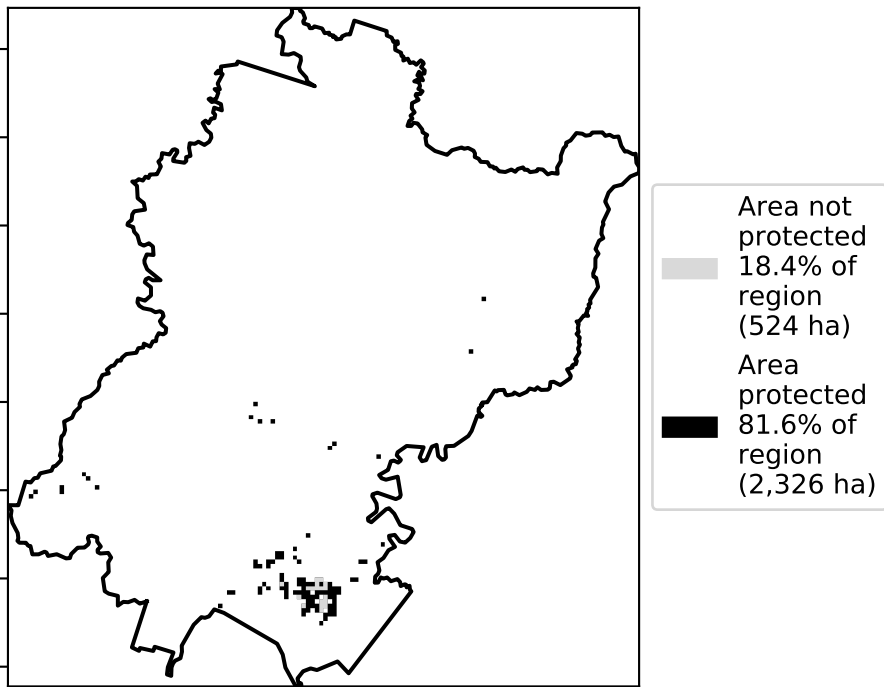 Area not
protected
18.4% of
region
(524 ha)
Area
protected
81.6% of
region
(2,326 ha)